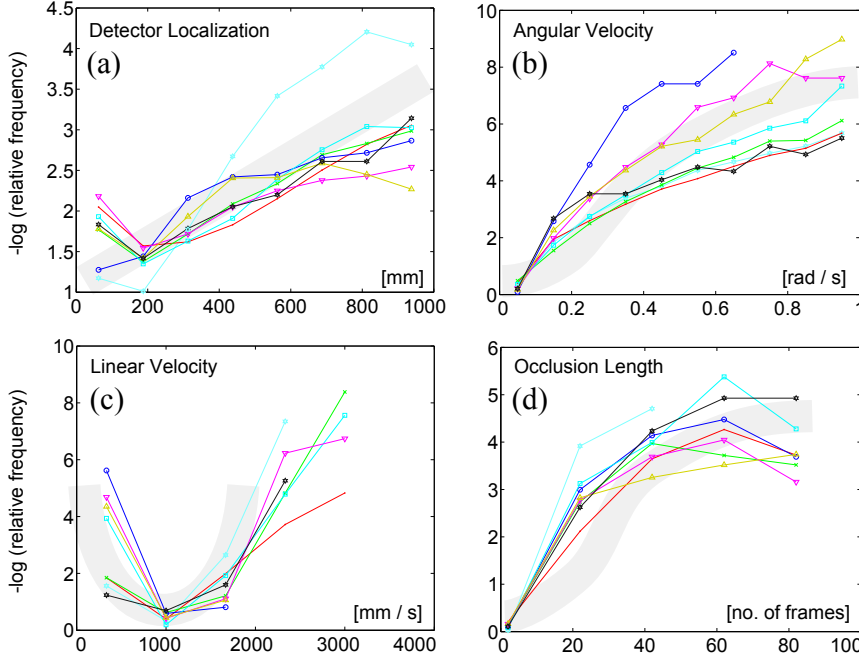 4.5
4
3.5
3
2.5
2
1.5
1
-log (relative frequency)
Detector Localization
(a)
[mm]
0 200 400 600 800 1000
10
8
6
4
2
0
Angular Velocity
(b)
[rad / s]
0 0.2 0.4 0.6 0.8 1
10
8
6
4
2
0
-log (relative frequency)
Linear Velocity
(c)
[mm / s]
0 1000 2000 3000 4000
6
5
4
3
2
1
0
Occlusion Length
(d)
[no. of frames]
0 20 40 60 80 100